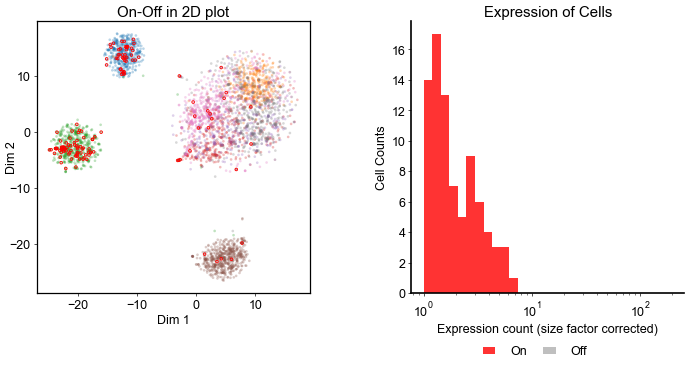 On-Off in 2D plot
Dim 2
10
0
−10
−20
−20 −10 0 10
Dim 1
Expression of Cells
Cell Counts
16
14
12
10
8
6
4
2
0
10⁰ 10¹ 10²
Expression count (size factor corrected)
On Off